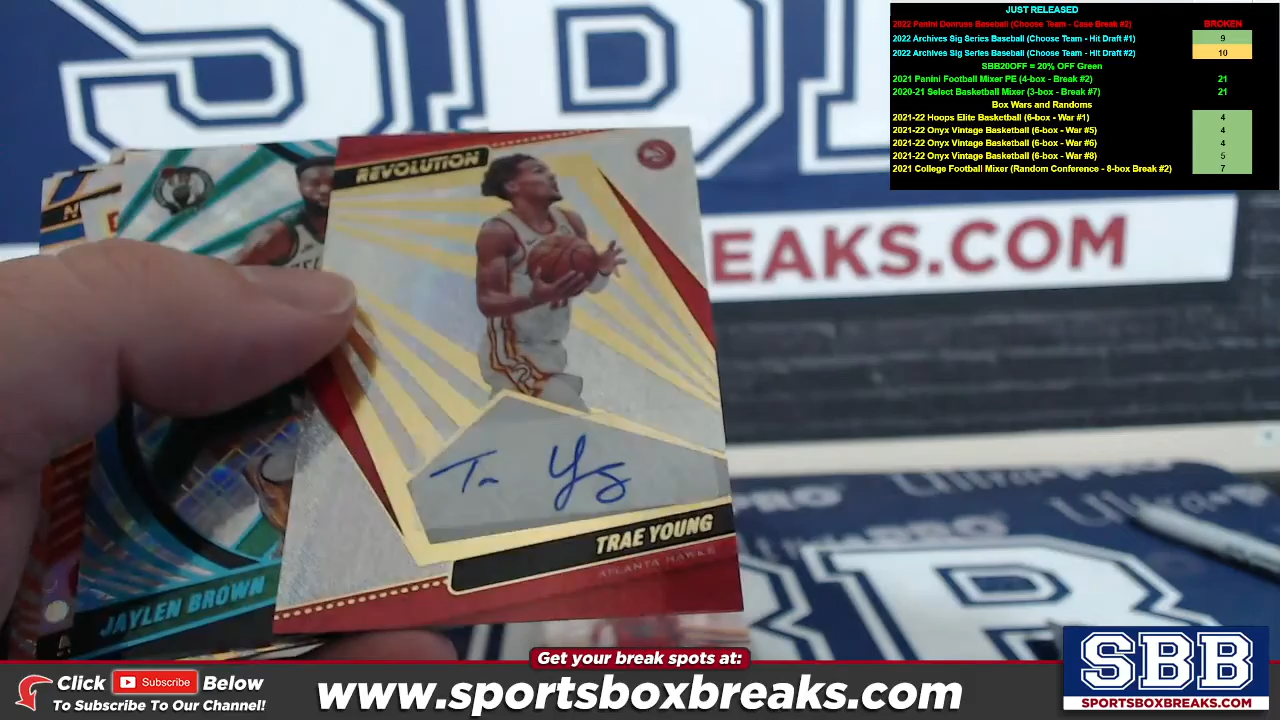 JUST RELEASED
2022 Panini Donruss Baseball (Choose Team - Case Break #2) BROKEN
2022 Archives Sig Series Baseball (Choose Team - Hit Draft #1) 9
2022 Archives Sig Series Baseball (Choose Team - Hit Draft #2) 10
SBB20OFF = 20% OFF Green
2021 Panini Football Mixer PE (4-box - Break #2) 21
2020-21 Select Basketball Mixer (3-box - Break #7) 21
Box Wars and Randoms
2021-22 Hoops Elite Basketball (6-box - War #1) 4
2021-22 Onyx Vintage Basketball (6-box - War #5) 4
2021-22 Onyx Vintage Basketball (6-box - War #6) 4
2021-22 Onyx Vintage Basketball (6-box - War #8) 5
2021 College Football Mixer (Random Conference - 8-box Break #2) 7
REVOLUTION
EAKS.COM
TRAE YOUNG
ATLANTA HAWKS
JAYLEN BROWN
Get your break spots at:
Click Subscribe Below
To Subscribe To Our Channel!
www.sportsboxbreaks.com
SBB
SPORTSBOXBREAKS.COM